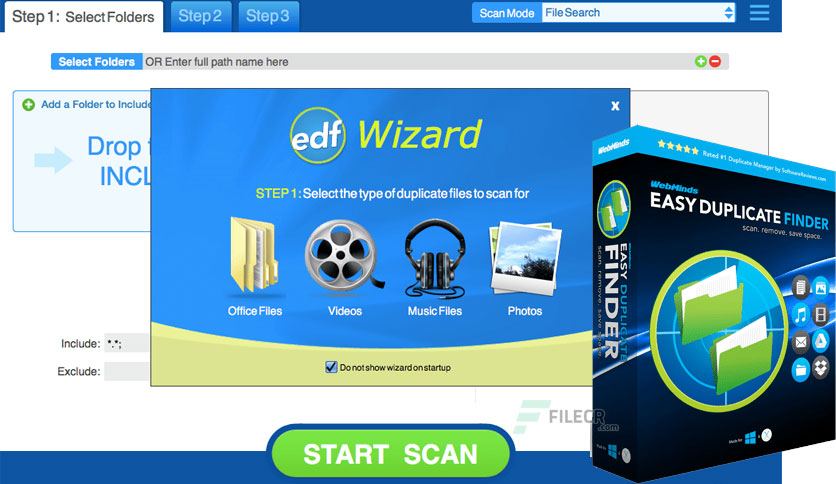 Step 1: Select Folders
Step 2
Step 3
Scan Mode
File Search
Select Folders
OR Enter full path name here
Add a Folder to Include
Drop
INCL
edf Wizard
x
STEP 1: Select the type of duplicate files to scan for
Office Files
Videos
Music Files
Photos
Do not show wizard on startup
Include:
*.*;
Exclude:
START SCAN
FILECR
.com
Rated #1 Duplicate Manager by SoftwareReviews.com
WebMinds
EASY DUPLICATE FINDER
scan. remove. save space.
WebMinds
EASY DUPLICATE
FINDER
scan. remove. save space.
Made for